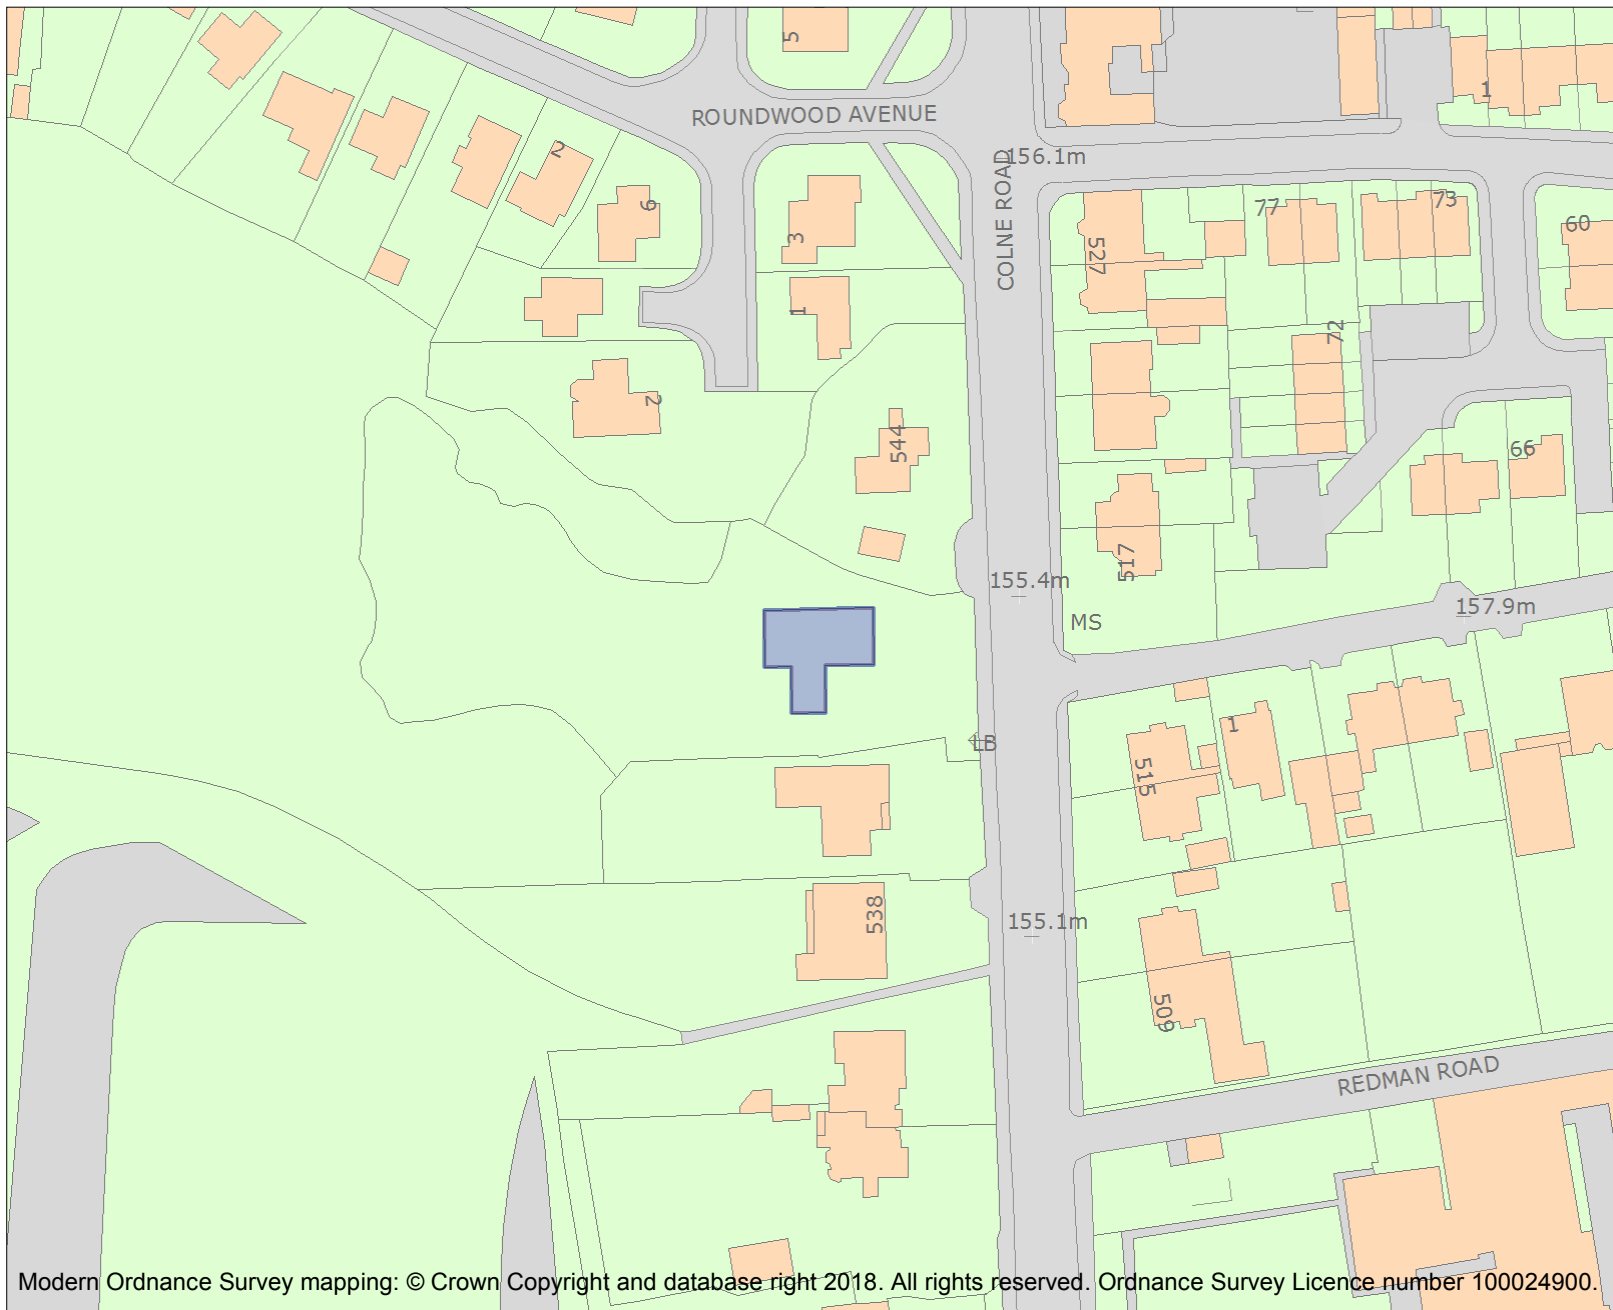 5
1
ROUNDWOOD AVENUE
2
156.1m
COLNE ROAD
6
3
77
73
60
527
1
72
2
544
66
517
155.4m
157.9m
MS
1
LB
515
538
155.1m
509
REDMAN ROAD
Modern Ordnance Survey mapping: © Crown Copyright and database right 2018. All rights reserved. Ordnance Survey Licence number 100024900.